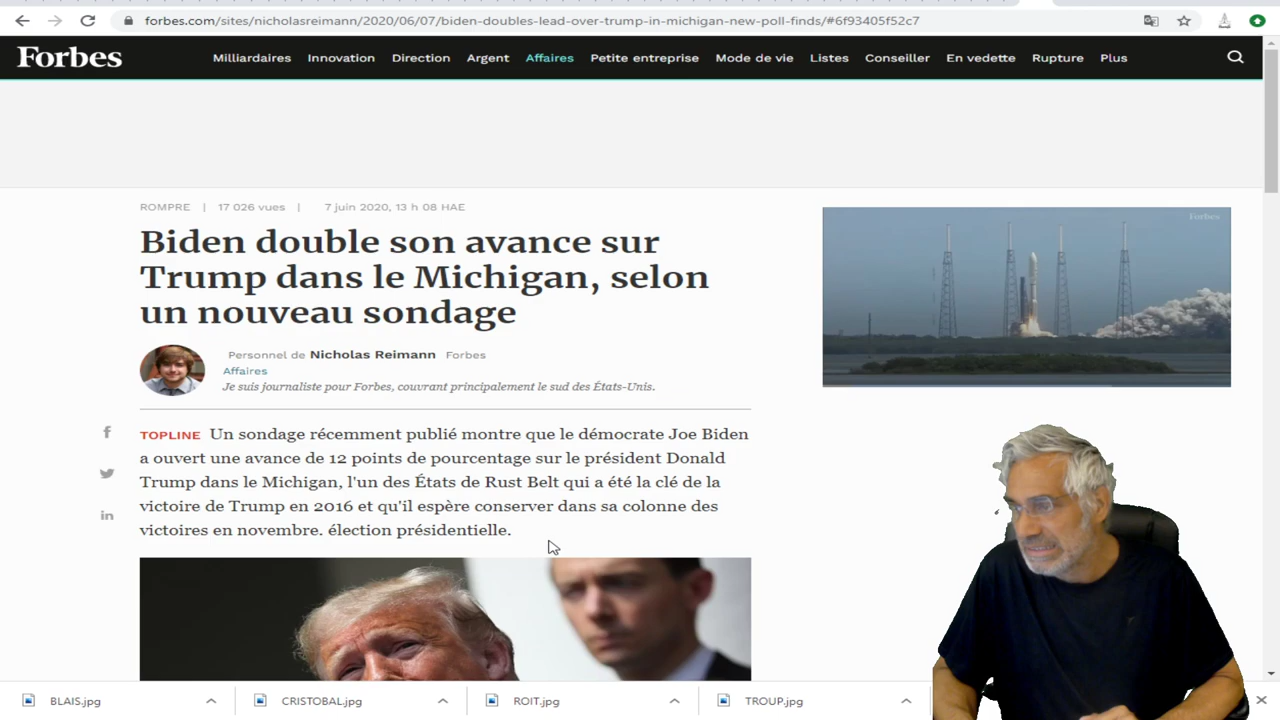 forbes.com/sites/nicholasreimann/2020/06/07/biden-doubles-lead-over-trump-in-michigan-new-poll-finds/#6f93405f52c7
Forbes Milliardaires Innovation Direction Argent Affaires Petite entreprise Mode de vie Listes Conseiller En vedette Rupture Plus
ROMPRE | 17 026 vues | 7 juin 2020, 13 h 08 HAE
Forbes
Biden double son avance sur
Trump dans le Michigan, selon
un nouveau sondage
Personnel de Nicholas Reimann Forbes
Affaires
Je suis journaliste pour Forbes, couvrant principalement le sud des États-Unis.
TOPLINE Un sondage récemment publié montre que le démocrate Joe Biden
a ouvert une avance de 12 points de pourcentage sur le président Donald
Trump dans le Michigan, l'un des États de Rust Belt qui a été la clé de la
victoire de Trump en 2016 et qu'il espère conserver dans sa colonne des
victoires en novembre. élection présidentielle.
BLAIS.jpg CRISTOBAL.jpg ROIT.jpg TROUP.jpg